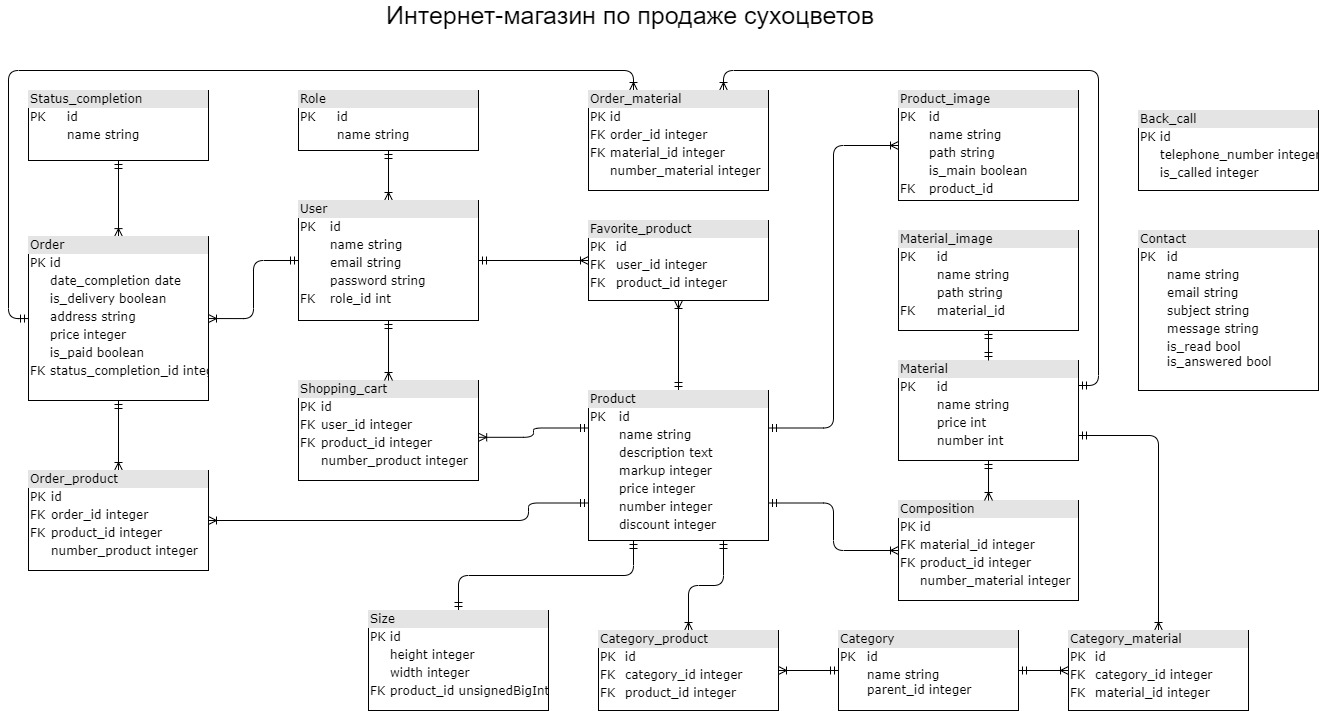 Интернет-магазин по продаже сухоцветов
Status_completion
PK id
name string
Role
PK id
name string
Order_material
PK id
FK order_id integer
FK material_id integer
number_material integer
Product_image
PK id
name string
path string
is_main boolean
FK product_id
Back_call
PK id
telephone_number integer
is_called integer
User
PK id
name string
email string
password string
FK role_id int
Favorite_product
PK id
FK user_id integer
FK product_id integer
Material_image
PK id
name string
path string
FK material_id
Contact
PK id
name string
email string
subject string
message string
is_read bool
is_answered bool
Order
PK id
date_completion date
is_delivery boolean
address string
price integer
is_paid boolean
FK status_completion_id inte
Shopping_cart
PK id
FK user_id integer
FK product_id integer
number_product integer
Product
PK id
name string
description text
markup integer
price integer
number integer
discount integer
Material
PK id
name string
price int
number int
Order_product
PK id
FK order_id integer
FK product_id integer
number_product integer
Composition
PK id
FK material_id integer
FK product_id integer
number_material integer
Size
PK id
height integer
width integer
FK product_id unsignedBigInt
Category_product
PK id
FK category_id integer
FK product_id integer
Category
PK id
name string
parent_id integer
Category_material
PK id
FK category_id integer
FK material_id integer